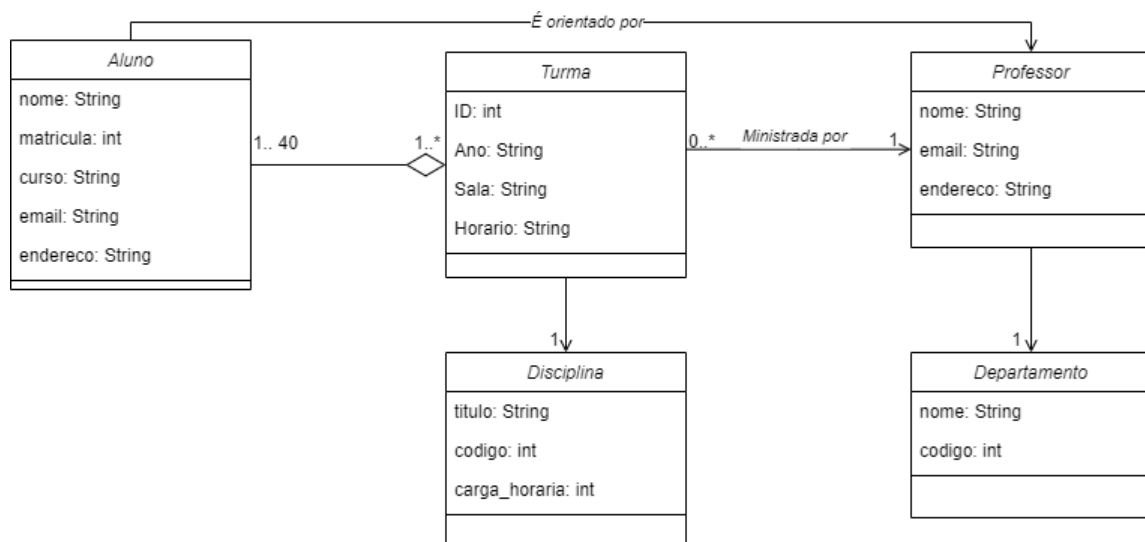 É orientado por
Aluno
nome: String
matricula: int
curso: String
email: String
endereco: String
1.. 40
1..*
Turma
ID: int
Ano: String
Sala: String
Horario: String
0..*
Ministrada por
1
Professor
nome: String
email: String
endereco: String
1
Disciplina
titulo: String
codigo: int
carga_horaria: int
1
Departamento
nome: String
codigo: int